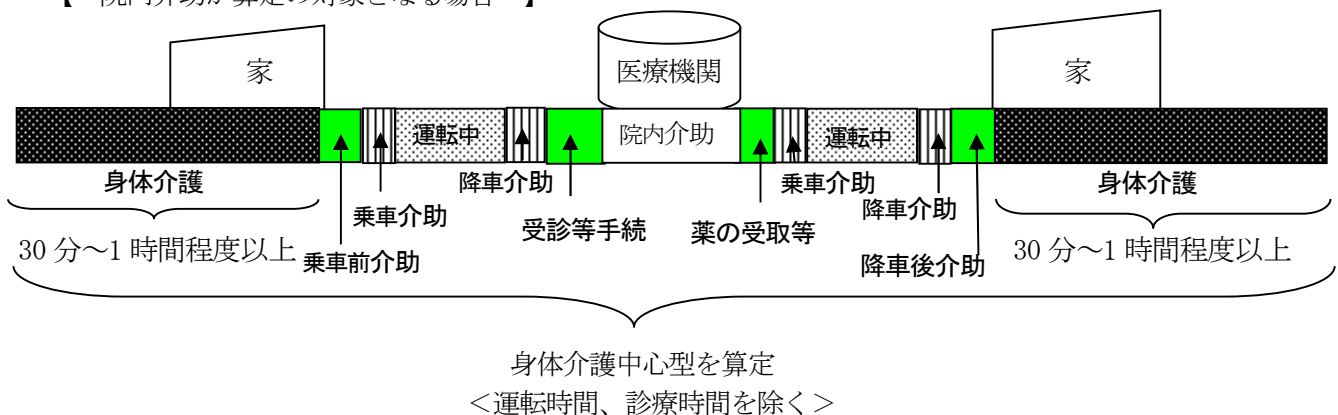 【 院内介助が算定の対象となる場合 】
家
医療機関
家
運転中
院内介助
運転中
身体介護
降車介助
乗車介助
身体介護
乗車介助
受診等手続
薬の受取等
降車介助
30 分～1 時間程度以上
乗車前介助
降車後介助
30 分～1 時間程度以上
身体介護中心型を算定
＜運転時間、診療時間を除く＞